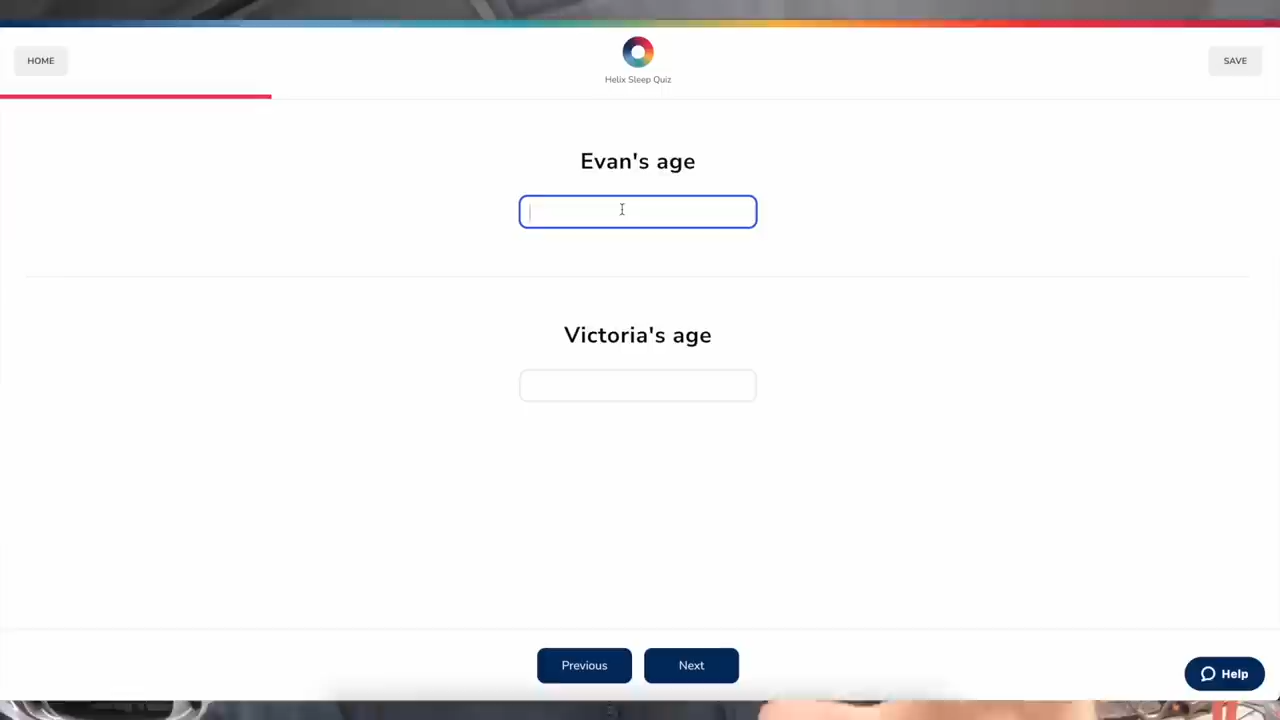 HOME
Helix Sleep Quiz
SAVE
Evan's age
Victoria's age
Previous
Next
Help